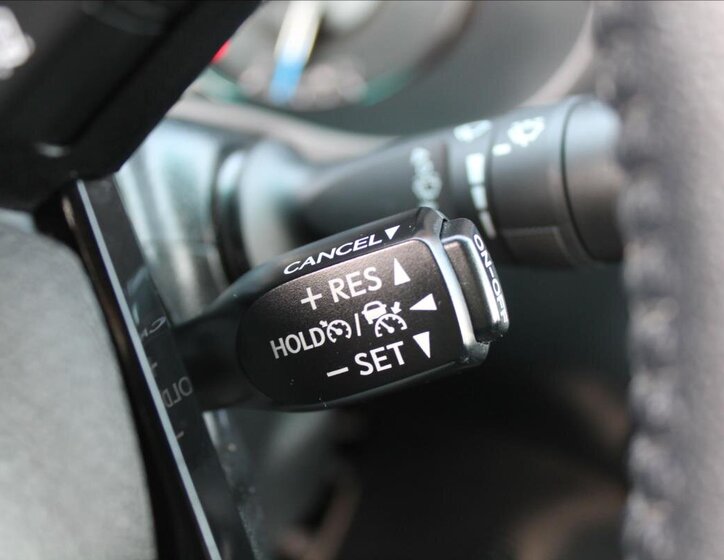 CANCEL▼
+ RES ▲
HOLD / ◀
− SET ▼
ON-OFF